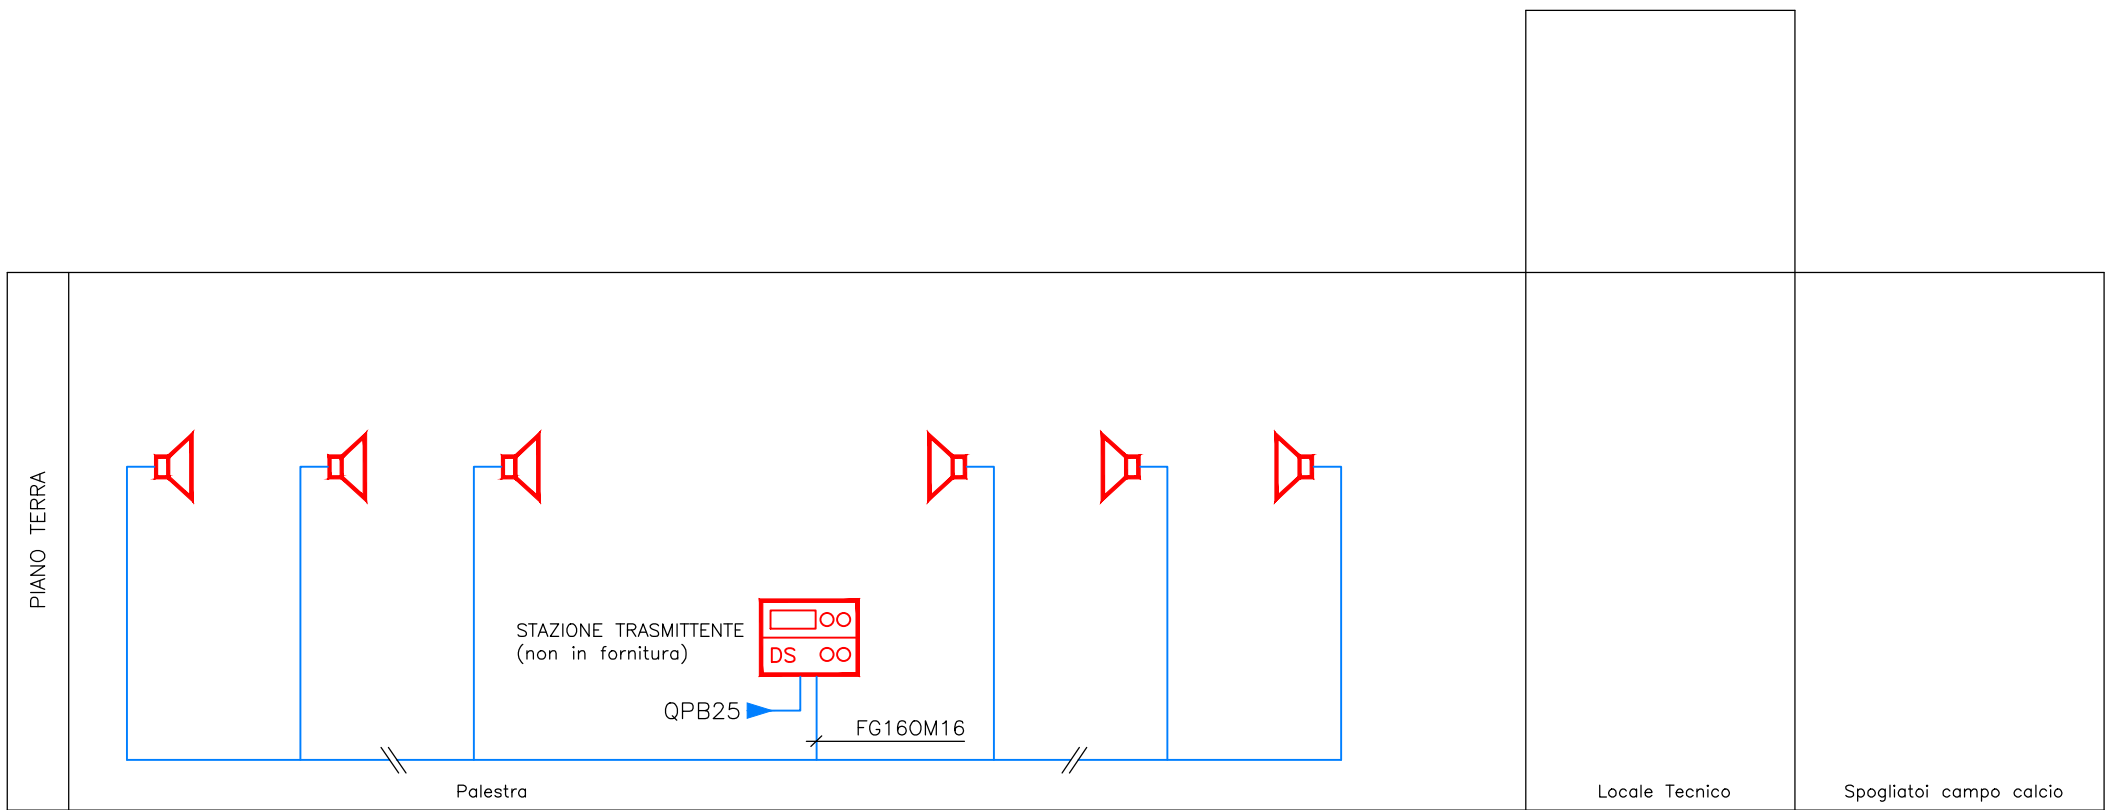 PIANO TERRA
STAZIONE TRASMITTENTE
(non in fornitura)
DS
QPB25
FG16OM16
Palestra
Locale Tecnico
Spogliatoi campo calcio